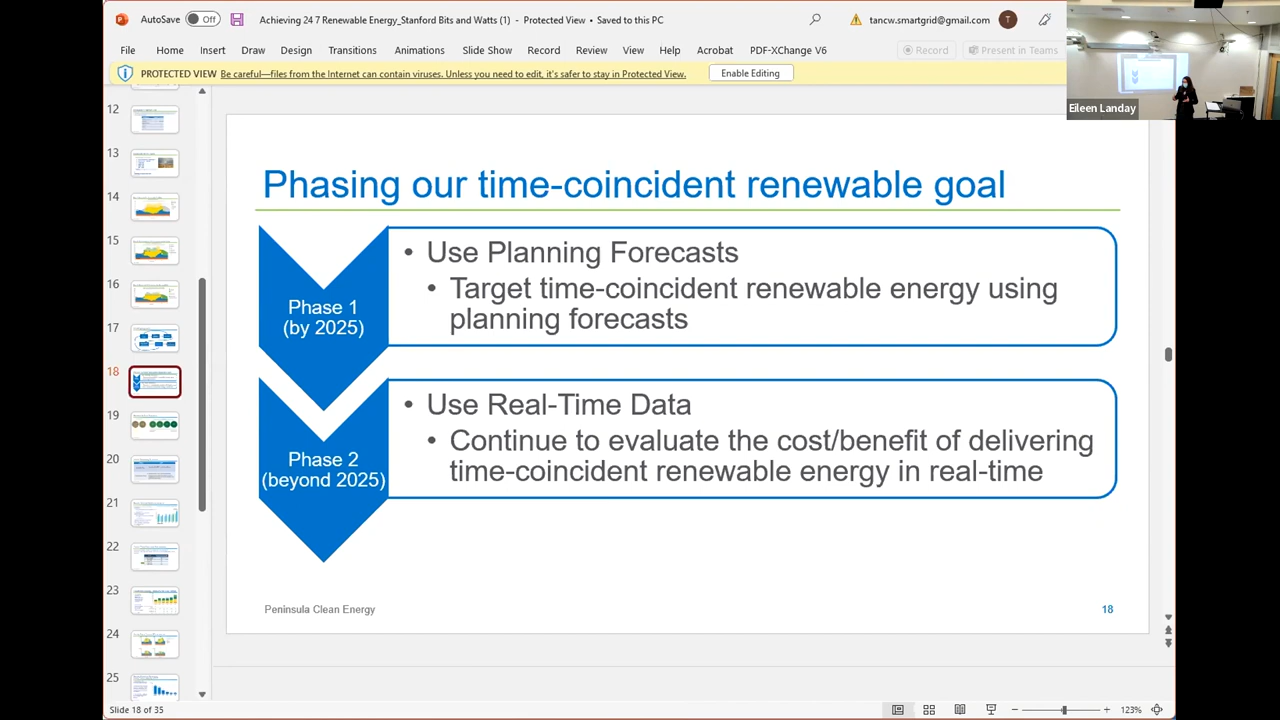 AutoSave
Off
Achieving 24 7 Renewable Energy_Stanford Bits and Watts (1) - Protected View • Saved to this PC
tancw.smartgrid@gmail.com
T
File Home Insert Draw Design Transitions Animations Slide Show Record Review View Help Acrobat PDF-XChange V6
Record
Present in Teams
PROTECTED VIEW Be careful—files from the Internet can contain viruses. Unless you need to edit, it's safer to stay in Protected View.
Enable Editing
Eileen Landay
12
13
14
15
16
17
18
19
20
21
22
23
24
25
Phasing our time-coincident renewable goal
Phase 1
(by 2025)
• Use Planning Forecasts
• Target time-coincident renewable energy using
planning forecasts
Phase 2
(beyond 2025)
• Use Real-Time Data
• Continue to evaluate the cost/benefit of delivering
time-coincident renewable energy in real-time
Peninsula Clean Energy
18
Slide 18 of 35
123%